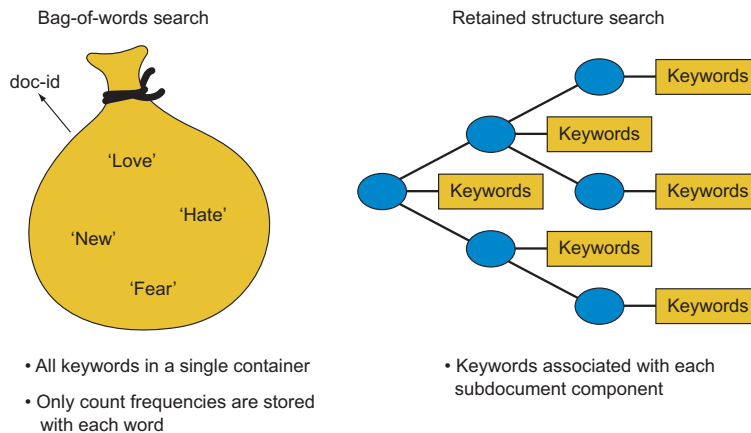 Bag-of-words search
doc-id
‘Love’
‘Hate’
‘New’
‘Fear’
• All keywords in a single container
• Only count frequencies are stored
with each word
Retained structure search
Keywords
Keywords
Keywords
Keywords
Keywords
Keywords
• Keywords associated with each
subdocument component